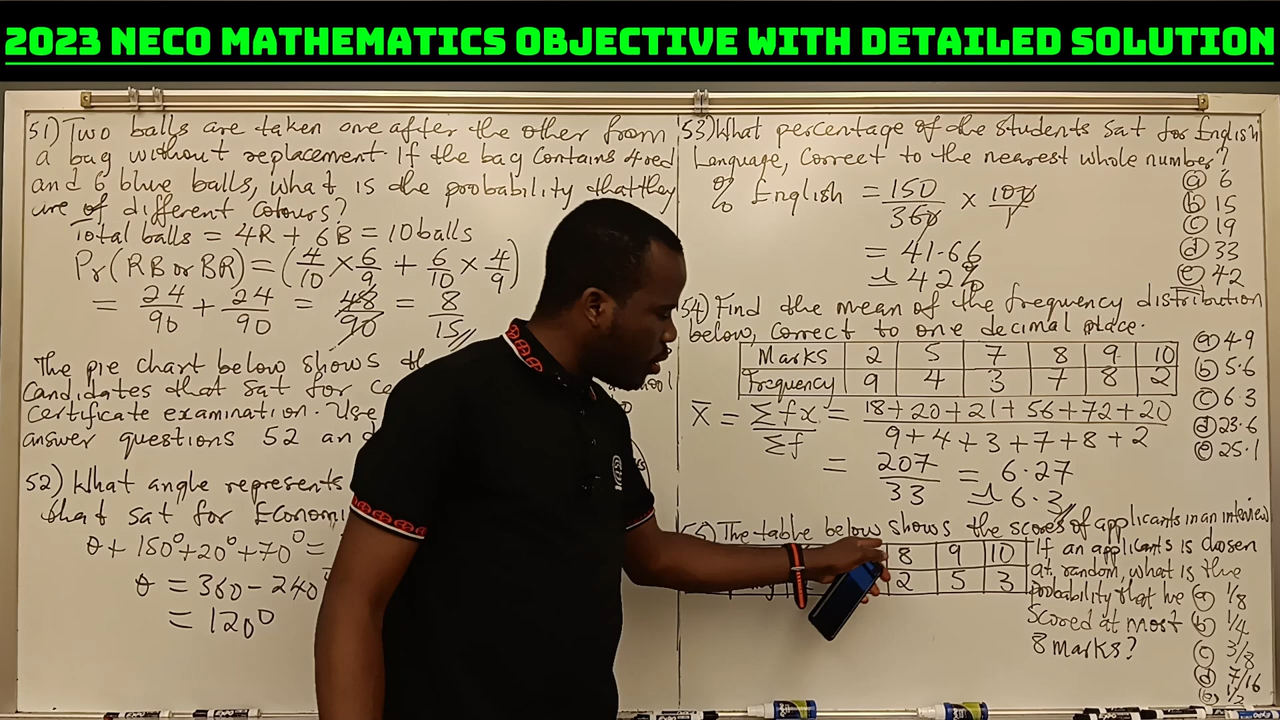 2023 NECO MATHEMATICS OBJECTIVE WITH DETAILED SOLUTION
51) Two balls are taken one after the other from
a bag without replacement. If the bag contains 4 red
and 6 blue balls, what is the probability that they
are of different colours?
Total balls = 4R + 6B = 10 balls
Pr(RB or BR) = (4/10 × 6/9 + 6/10 × 4/9)
= 24/90 + 24/90 = 48/90 = 8/15
The pie chart below shows
candidates that sat for
certificate examination. Use
answer questions 52 and
52) What angle represents
that sat for Economi
θ + 150° + 20° + 70° =
θ = 360 - 240
= 120°
53) What percentage of the students sat for English
Language, correct to the nearest whole number?
% English = 150/360 × 100/1
= 41.66
≃ 42%
(a) 6
(b) 15
(c) 19
(d) 33
(e) 42
54) Find the mean of the frequency distribution
below, correct to one decimal place.
Marks 2 5 7 8 9 10
Frequency 9 4 3 7 8 2
x̄ = Σfx/Σf = 18+20+21+56+72+20 / 9+4+3+7+8+2
= 207/33 = 6.27
≃ 6.3
(a) 4.9
(b) 5.6
(c) 6.3
(d) 23.6
(e) 25.1
55) The table below shows the scores of applicants in an interview
8 9 10
2 5 3
If an applicants is chosen
at random, what is the
probability that he
scored at most
8 marks?
(a) 1/8
(b) 1/4
(c) 3/8
(d) 7/16
(e) 1/2